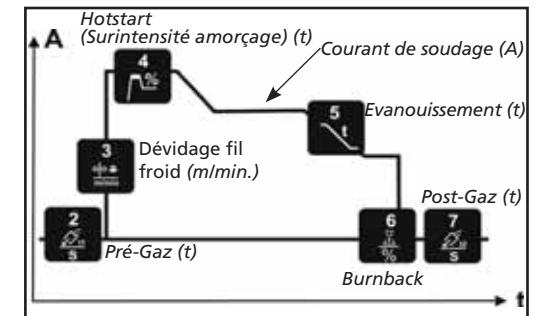 Hotstart
(Surintensité amorçage) (t)
A
4
%
Courant de soudage (A)
5
t
Evanouissement (t)
3
Dévidage fil
froid (m/min.)
Post-Gaz (t)
2
s
Pré-Gaz (t)
6
%
7
s
Burnback
t